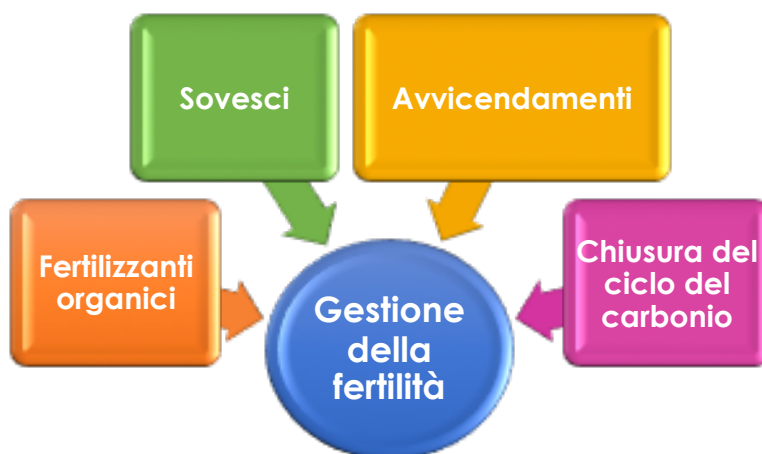 Sovesci
Avvicendamenti
Fertilizzanti
organici
Chiusura del
ciclo del
carbonio
Gestione
della
fertilità